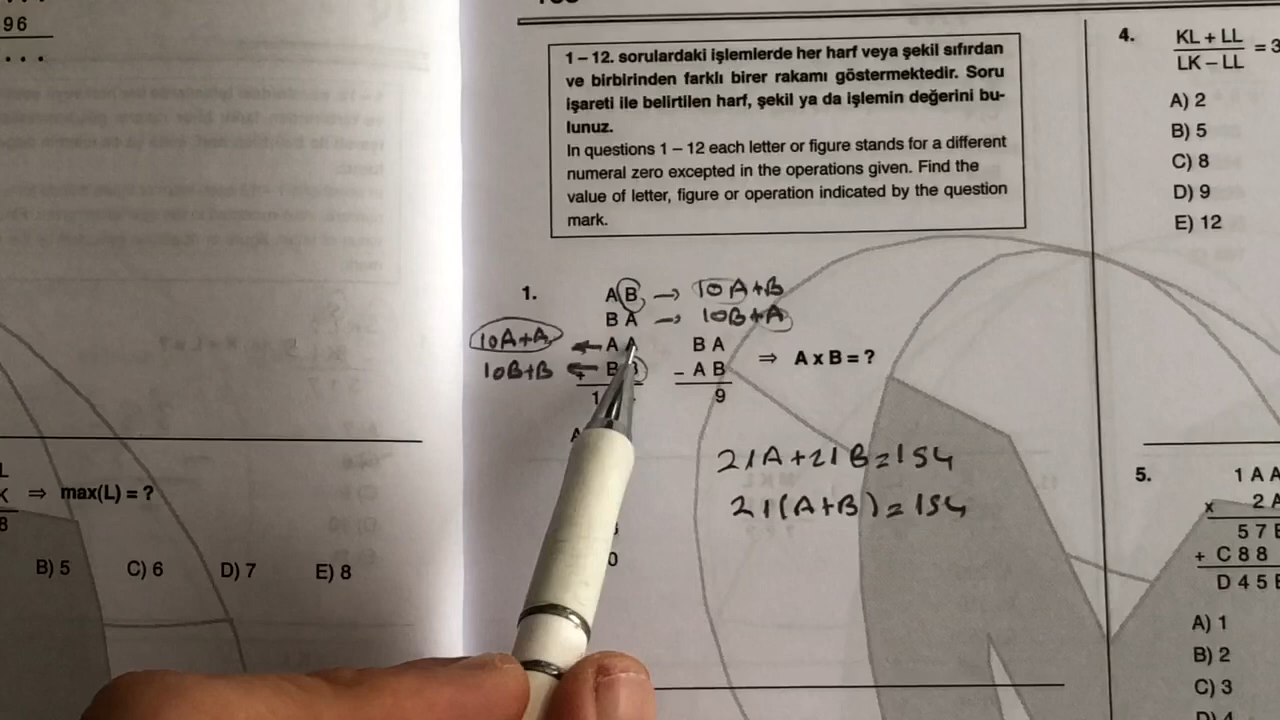 96
...
1 – 12. sorulardaki işlemlerde her harf veya şekil sıfırdan
ve birbirinden farklı birer rakamı göstermektedir. Soru
işareti ile belirtilen harf, şekil ya da işlemin değerini bu-
lunuz.
In questions 1 – 12 each letter or figure stands for a different
numeral zero excepted in the operations given. Find the
value of letter, figure or operation indicated by the question
mark.
1.
AB → 10A+B
BA → 10B+A
10A+A ← AA
10B+B ← B
1
BA
– AB
9
⇒ A x B = ?
21A+21B=154
21(A+B)=154
0
K ⇒ max(L) = ?
8
B) 5 C) 6 D) 7 E) 8
4.
KL + LL
LK – LL
= 3
A) 2
B) 5
C) 8
D) 9
E) 12
5.
1 A A
x 2 A
5 7 E
+ C 8 8
D 4 5 E
A) 1
B) 2
C) 3
D) 4